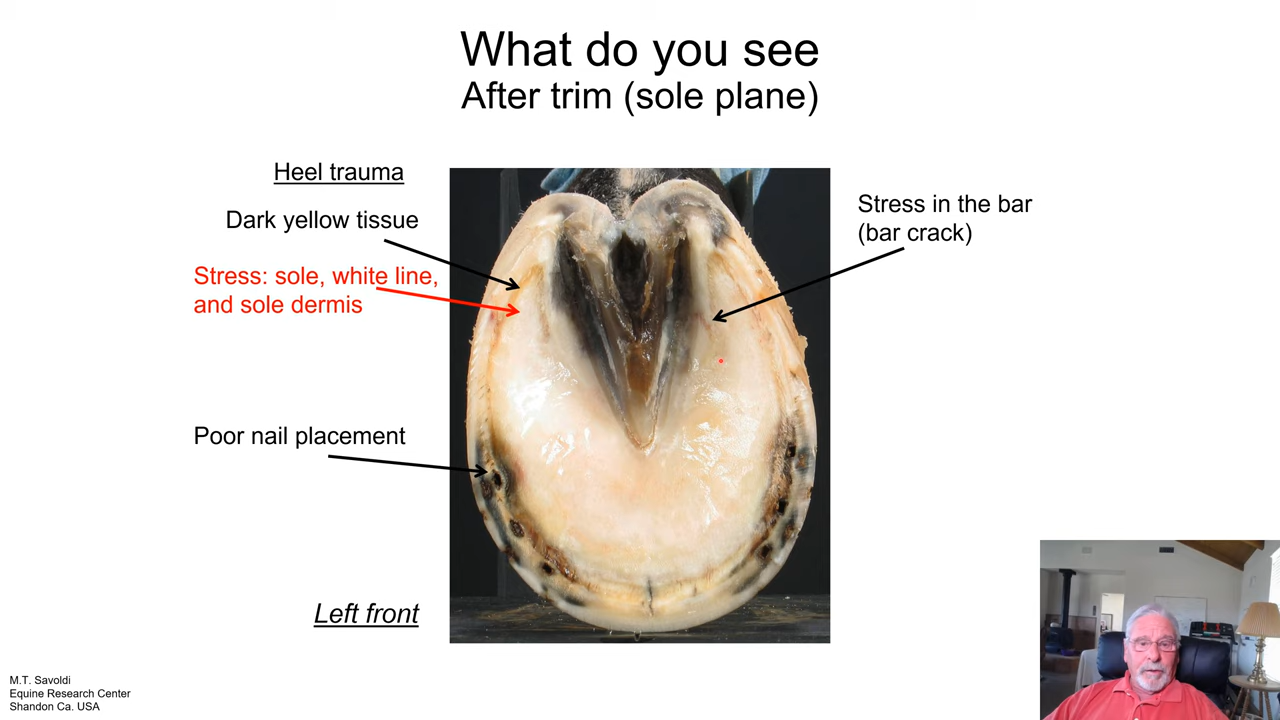 What do you see
After trim (sole plane)
Heel trauma
Dark yellow tissue
Stress: sole, white line,
and sole dermis
Stress in the bar
(bar crack)
Poor nail placement
Left front
M.T. Savoldi
Equine Research Center
Shandon Ca. USA